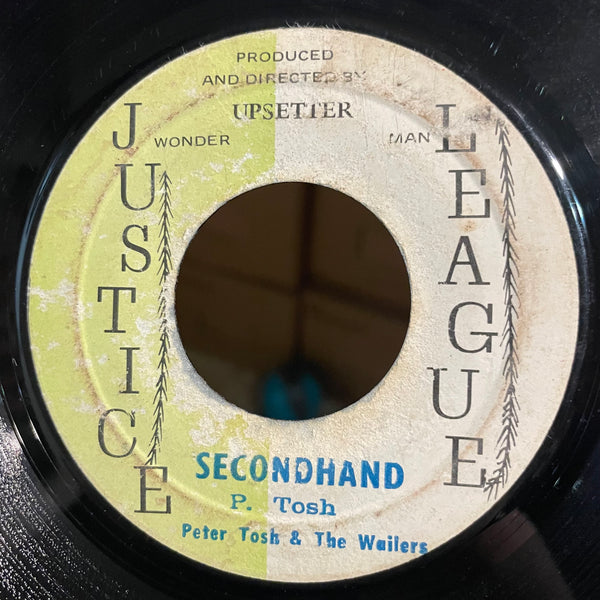 PRODUCED
AND DIRECTED BY
UPSETTER
WONDER MAN
JUSTICE
LEAGUE
SECONDHAND
P. Tosh
Peter Tosh & The Wailers